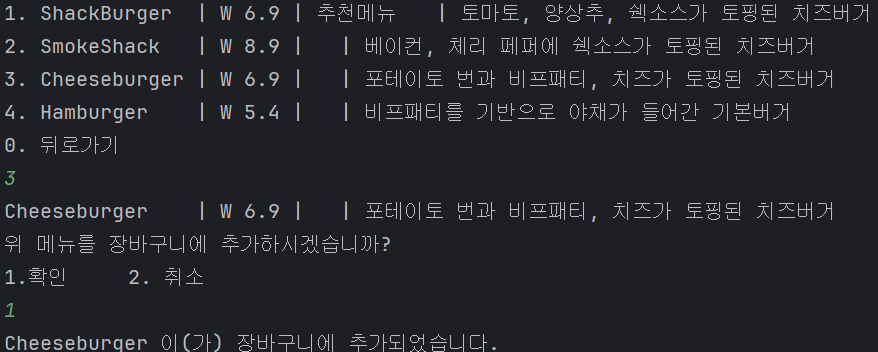 1. ShackBurger  | W 6.9 | 추천메뉴   | 토마토, 양상추, 쉑소스가 토핑된 치즈버거
2. SmokeShack   | W 8.9 |   | 베이컨, 체리 페퍼에 쉑소스가 토핑된 치즈버거
3. Cheeseburger | W 6.9 |   | 포테이토 번과 비프패티, 치즈가 토핑된 치즈버거
4. Hamburger    | W 5.4 |   | 비프패티를 기반으로 야채가 들어간 기본버거
0. 뒤로가기
3
Cheeseburger    | W 6.9 |   | 포테이토 번과 비프패티, 치즈가 토핑된 치즈버거
위 메뉴를 장바구니에 추가하시겠습니까?
1.확인     2. 취소
1
Cheeseburger 이(가) 장바구니에 추가되었습니다.